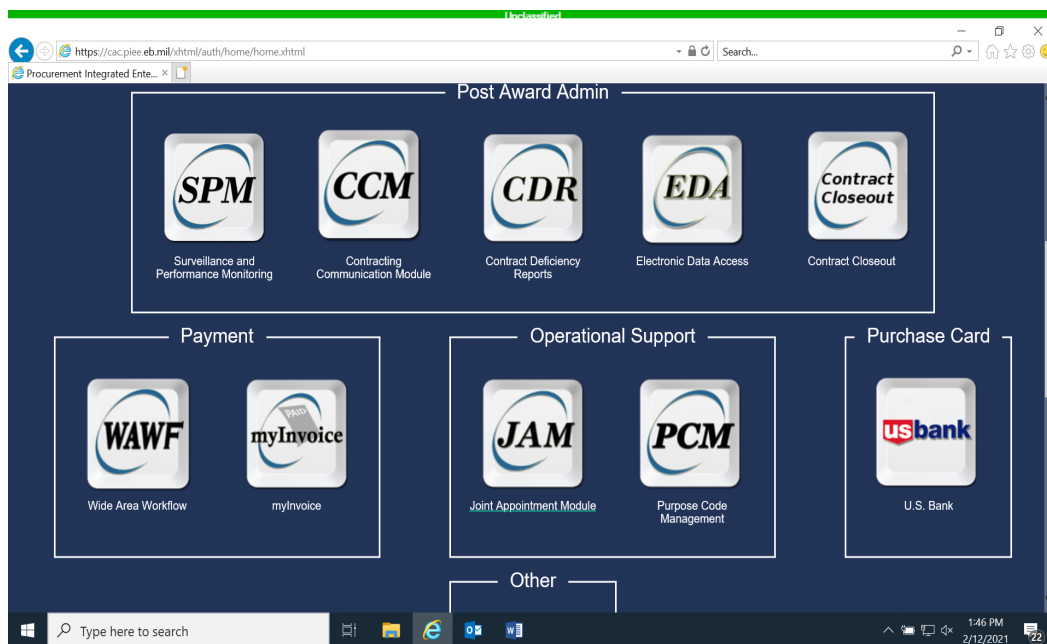 Unclassified
https://cac.piee.eb.mil/xhtml/auth/home/home.xhtml
Search...
Procurement Integrated Ente...
Post Award Admin
SPM
CCM
CDR
EDA
Contract
Closeout
Surveillance and
Performance Monitoring
Contracting
Communication Module
Contract Deficiency
Reports
Electronic Data Access
Contract Closeout
Payment
Operational Support
Purchase Card
WAWF
PAID
myInvoice
JAM
PCM
usbank
Wide Area Workflow
myInvoice
Joint Appointment Module
Purpose Code
Management
U.S. Bank
Other
Type here to search
1:46 PM
2/12/2021
22